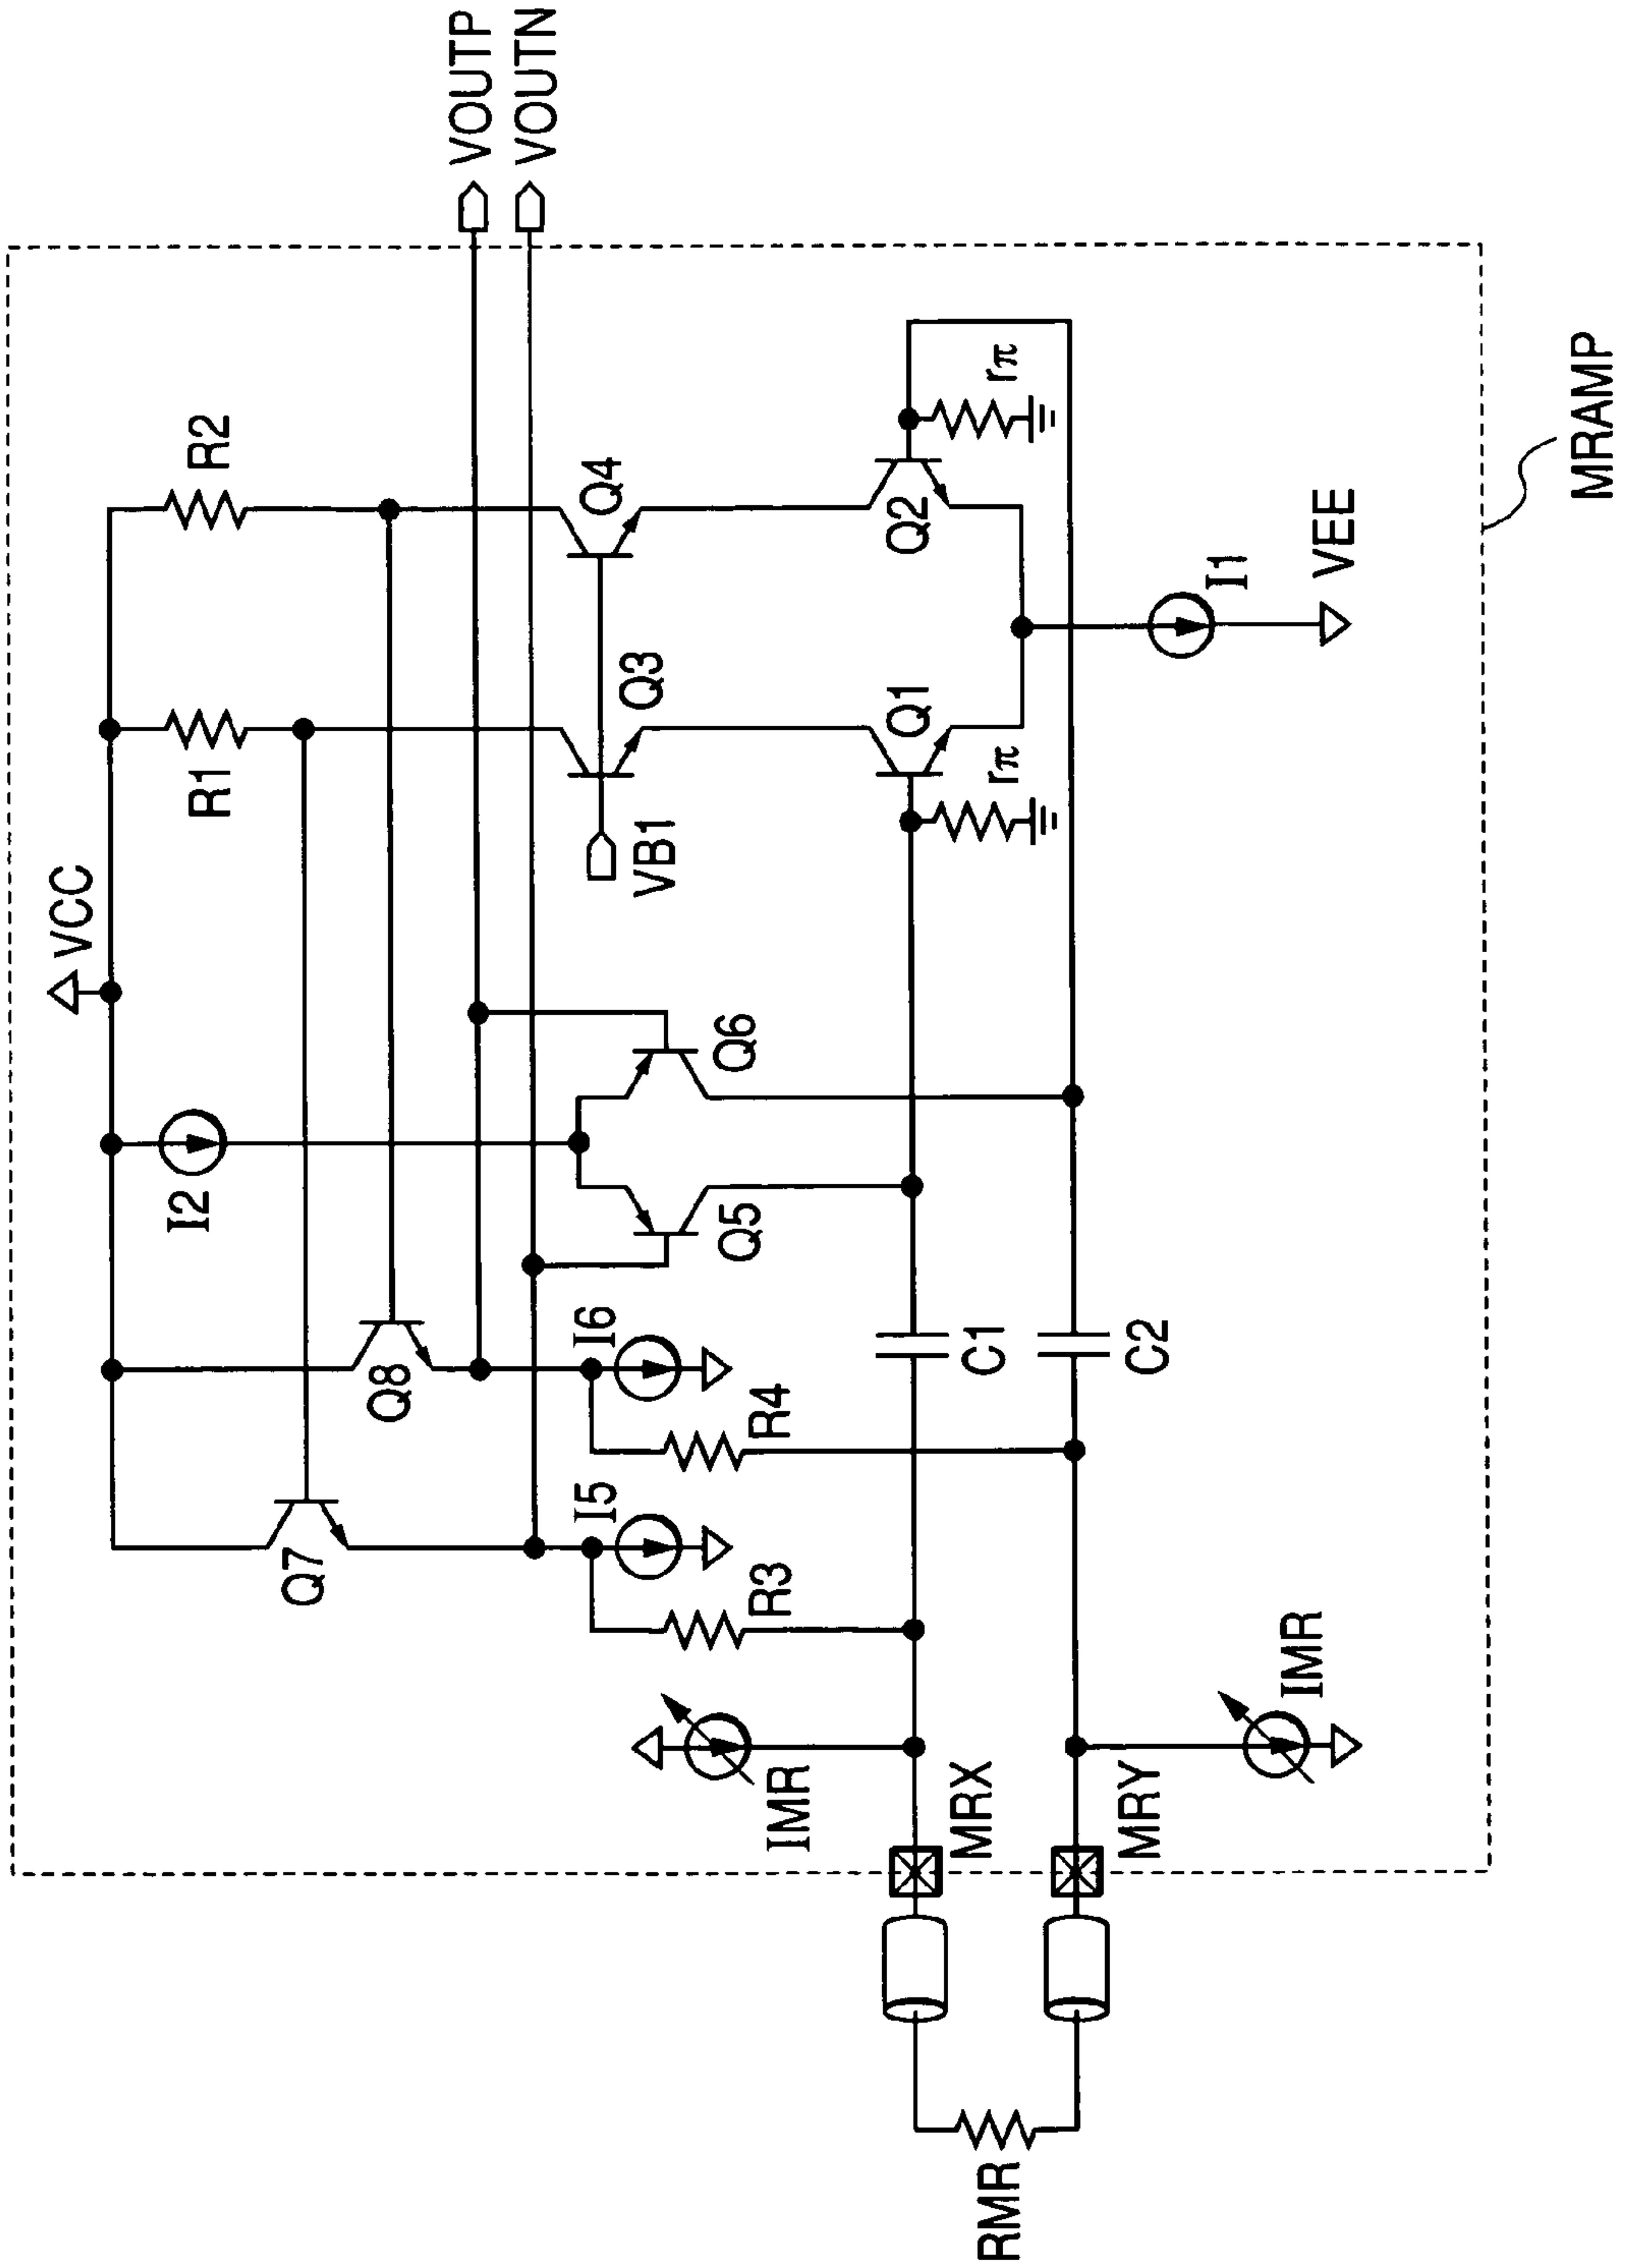 VCC
VOUTP
VOUTN
R1
R2
I2
Q7
Q8
Q3
Q4
VB1
Q5
Q6
I5
I6
R3
R4
Q1
Q2
rπ
rπ
C1
C2
IMR
IMR
I1
VEE
MRX
MRY
RMR
MRAMP